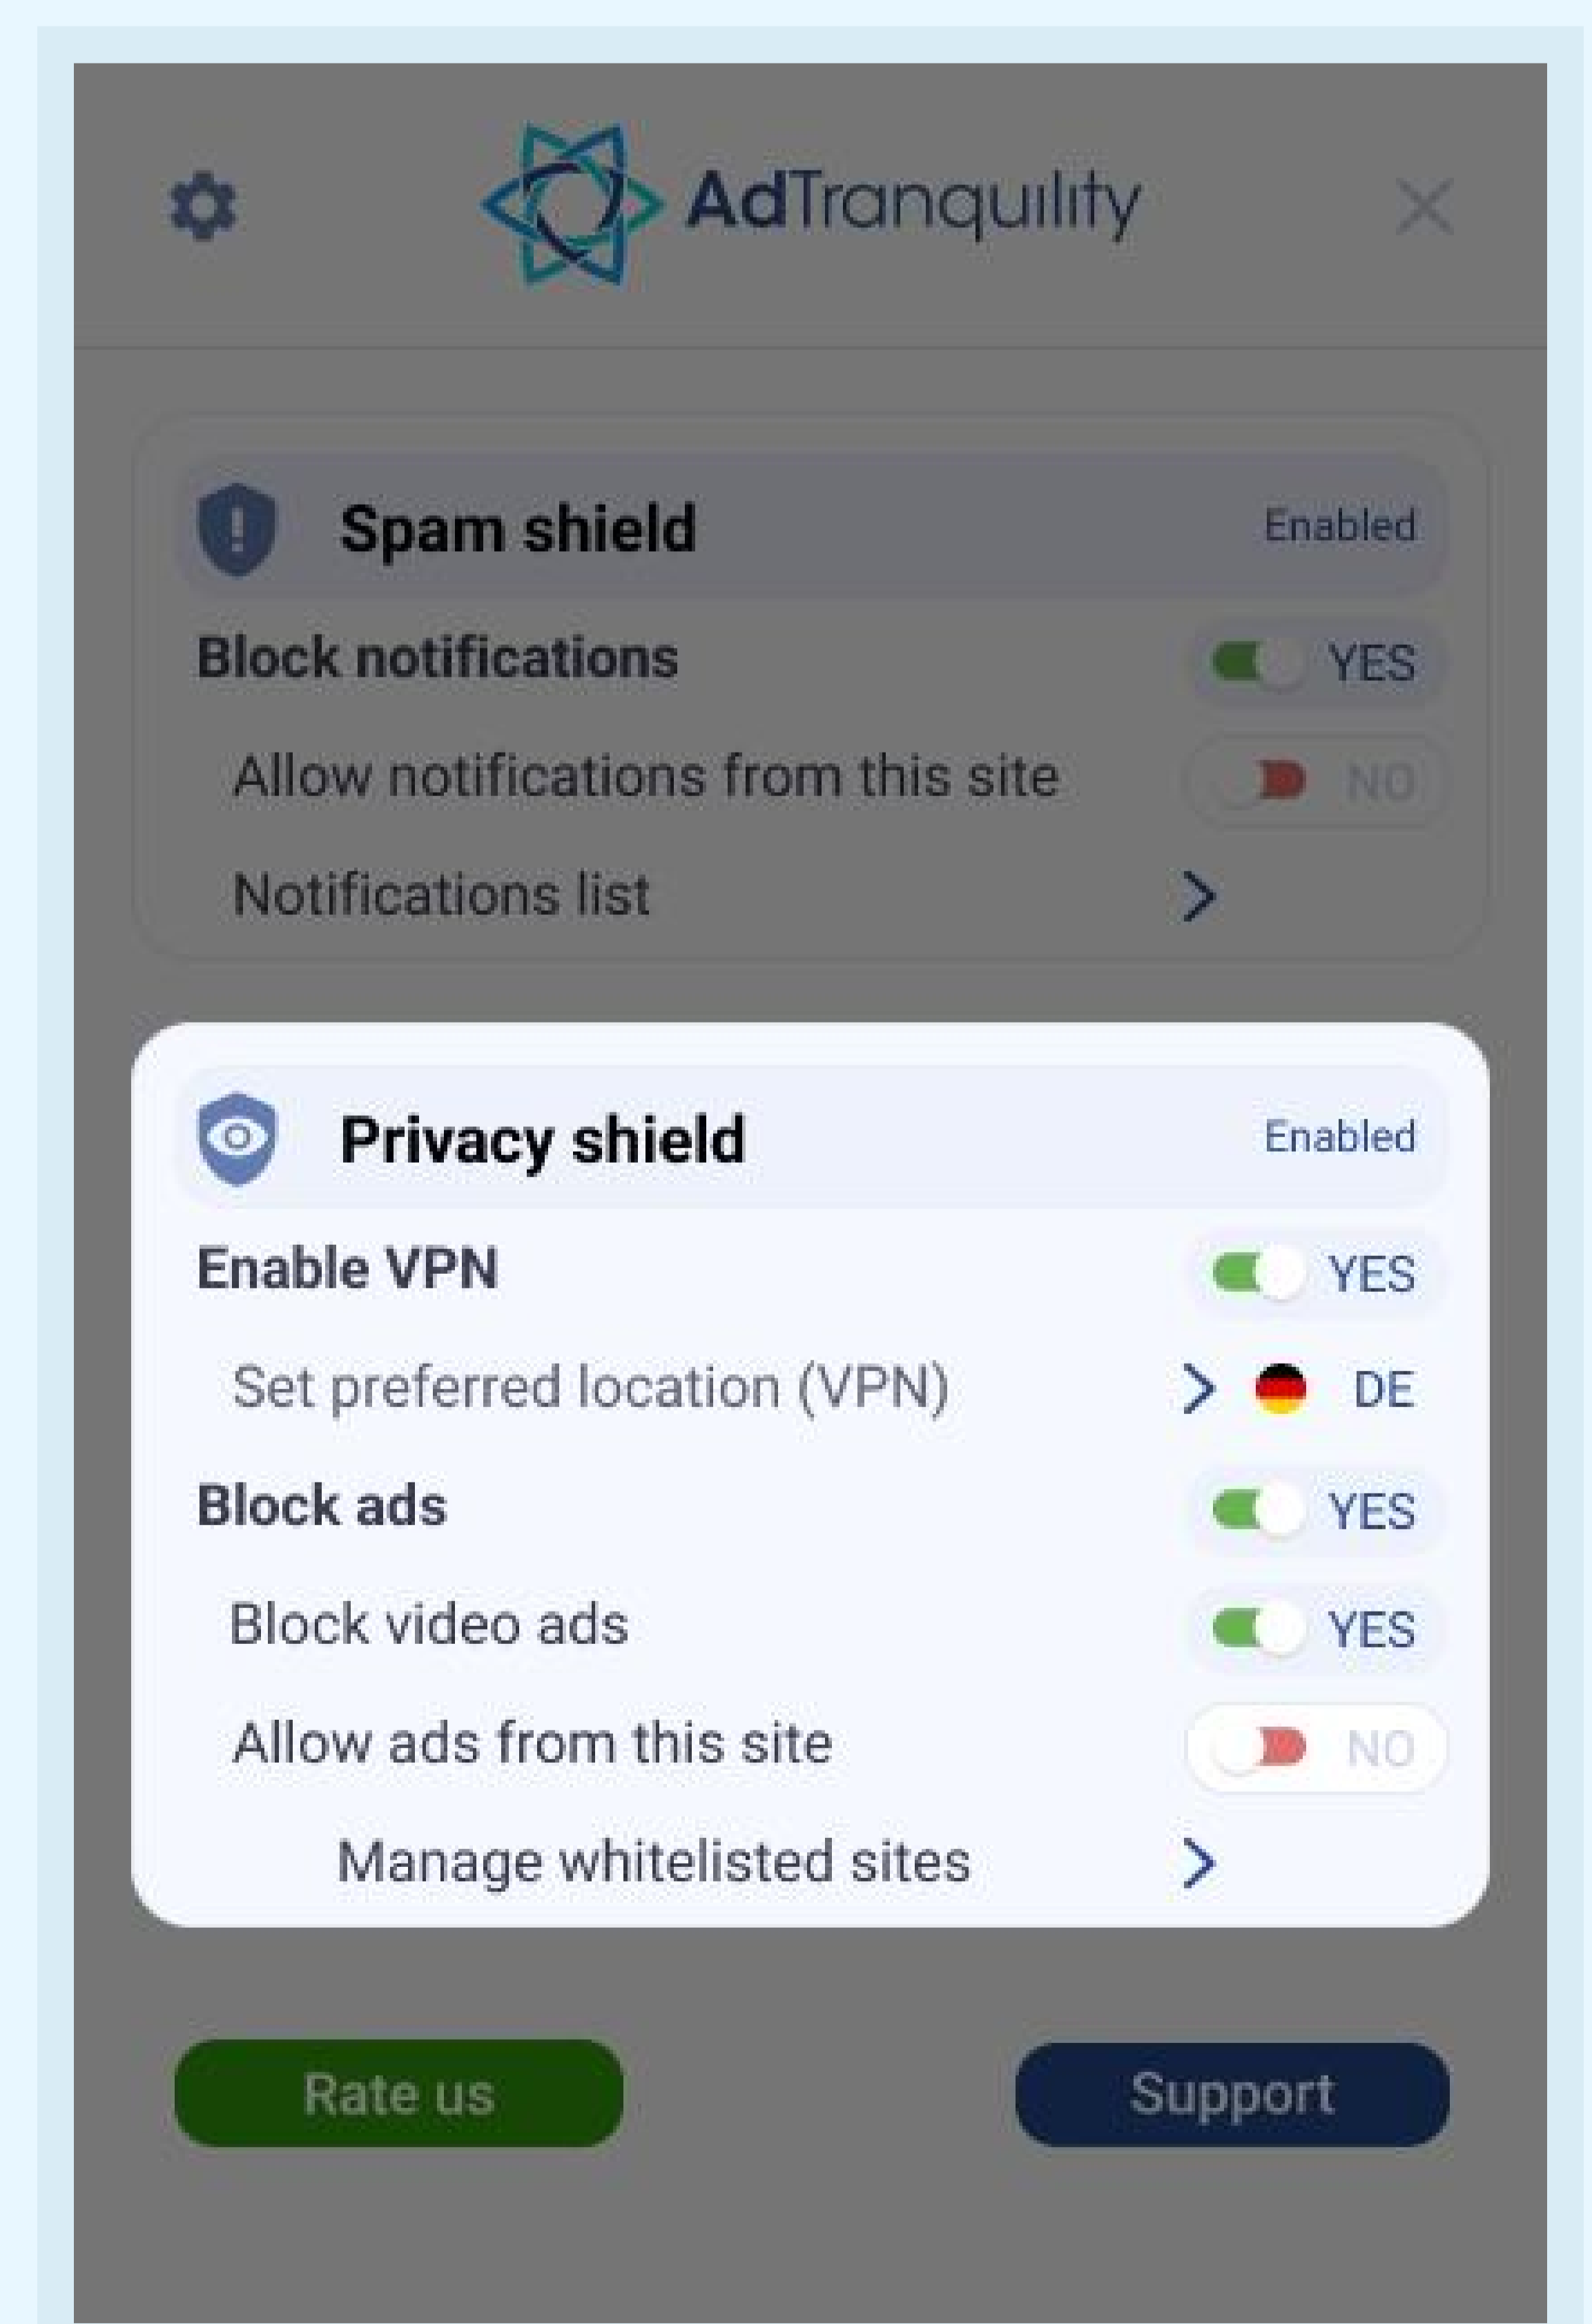 AdTranquility
Spam shield Enabled
Block notifications YES
Allow notifications from this site NO
Notifications list
Privacy shield Enabled
Enable VPN YES
Set preferred location (VPN) DE
Block ads YES
Block video ads YES
Allow ads from this site NO
Manage whitelisted sites
Rate us Support